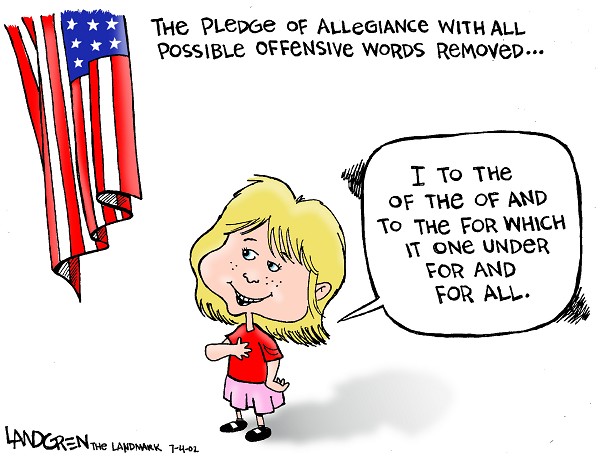 THE PLEDGE OF ALLEGIANCE WITH ALL
POSSIBLE OFFENSIVE WORDS REMOVED...
I TO THE
OF THE OF AND
TO THE FOR WHICH
IT ONE UNDER
FOR AND
FOR ALL.
LANDGREN THE LANDMARK 7-4-02